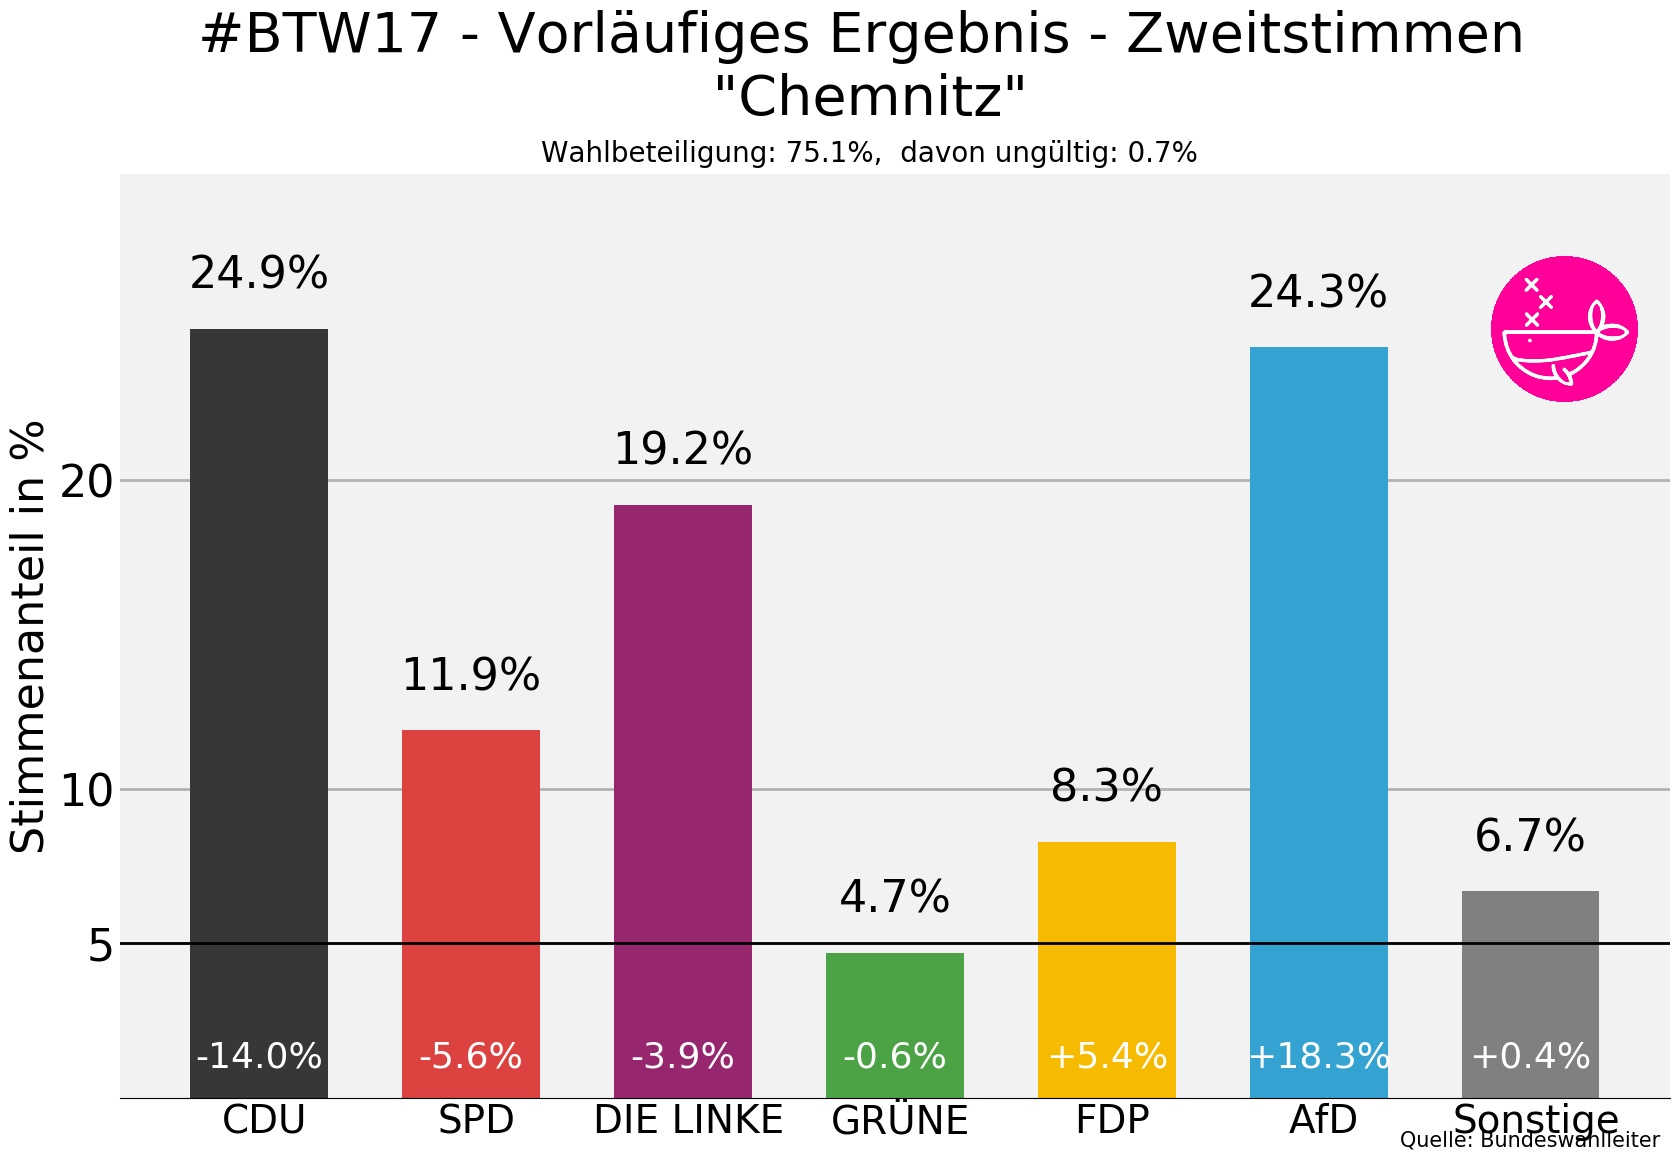 #BTW17 - Vorläufiges Ergebnis - Zweitstimmen
"Chemnitz"
Wahlbeteiligung: 75.1%,  davon ungültig: 0.7%
Stimmenanteil in %
20
10
5
24.9%
11.9%
19.2%
4.7%
8.3%
24.3%
6.7%
-14.0%
-5.6%
-3.9%
-0.6%
+5.4%
+18.3%
+0.4%
CDU
SPD
DIE LINKE
GRÜNE
FDP
AfD
Sonstige
Quelle: Bundeswahlleiter